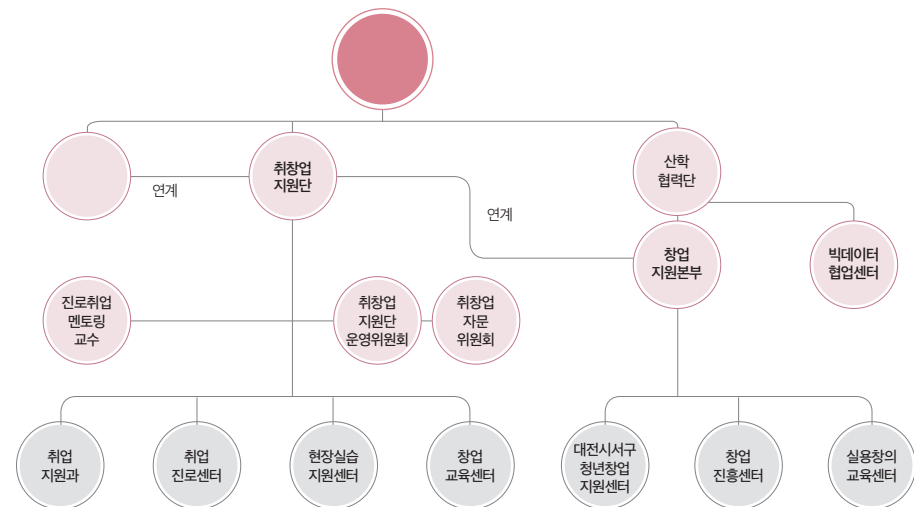 취창업
지원단
산학
협력단
연계
연계
창업
지원본부
빅데이터
협업센터
진로취업
멘토링
교수
취창업
지원단
운영위원회
취창업
자문
위원회
취업
지원과
취업
진로센터
현장실습
지원센터
창업
교육센터
대전시서구
청년창업
지원센터
창업
진흥센터
실용창의
교육센터